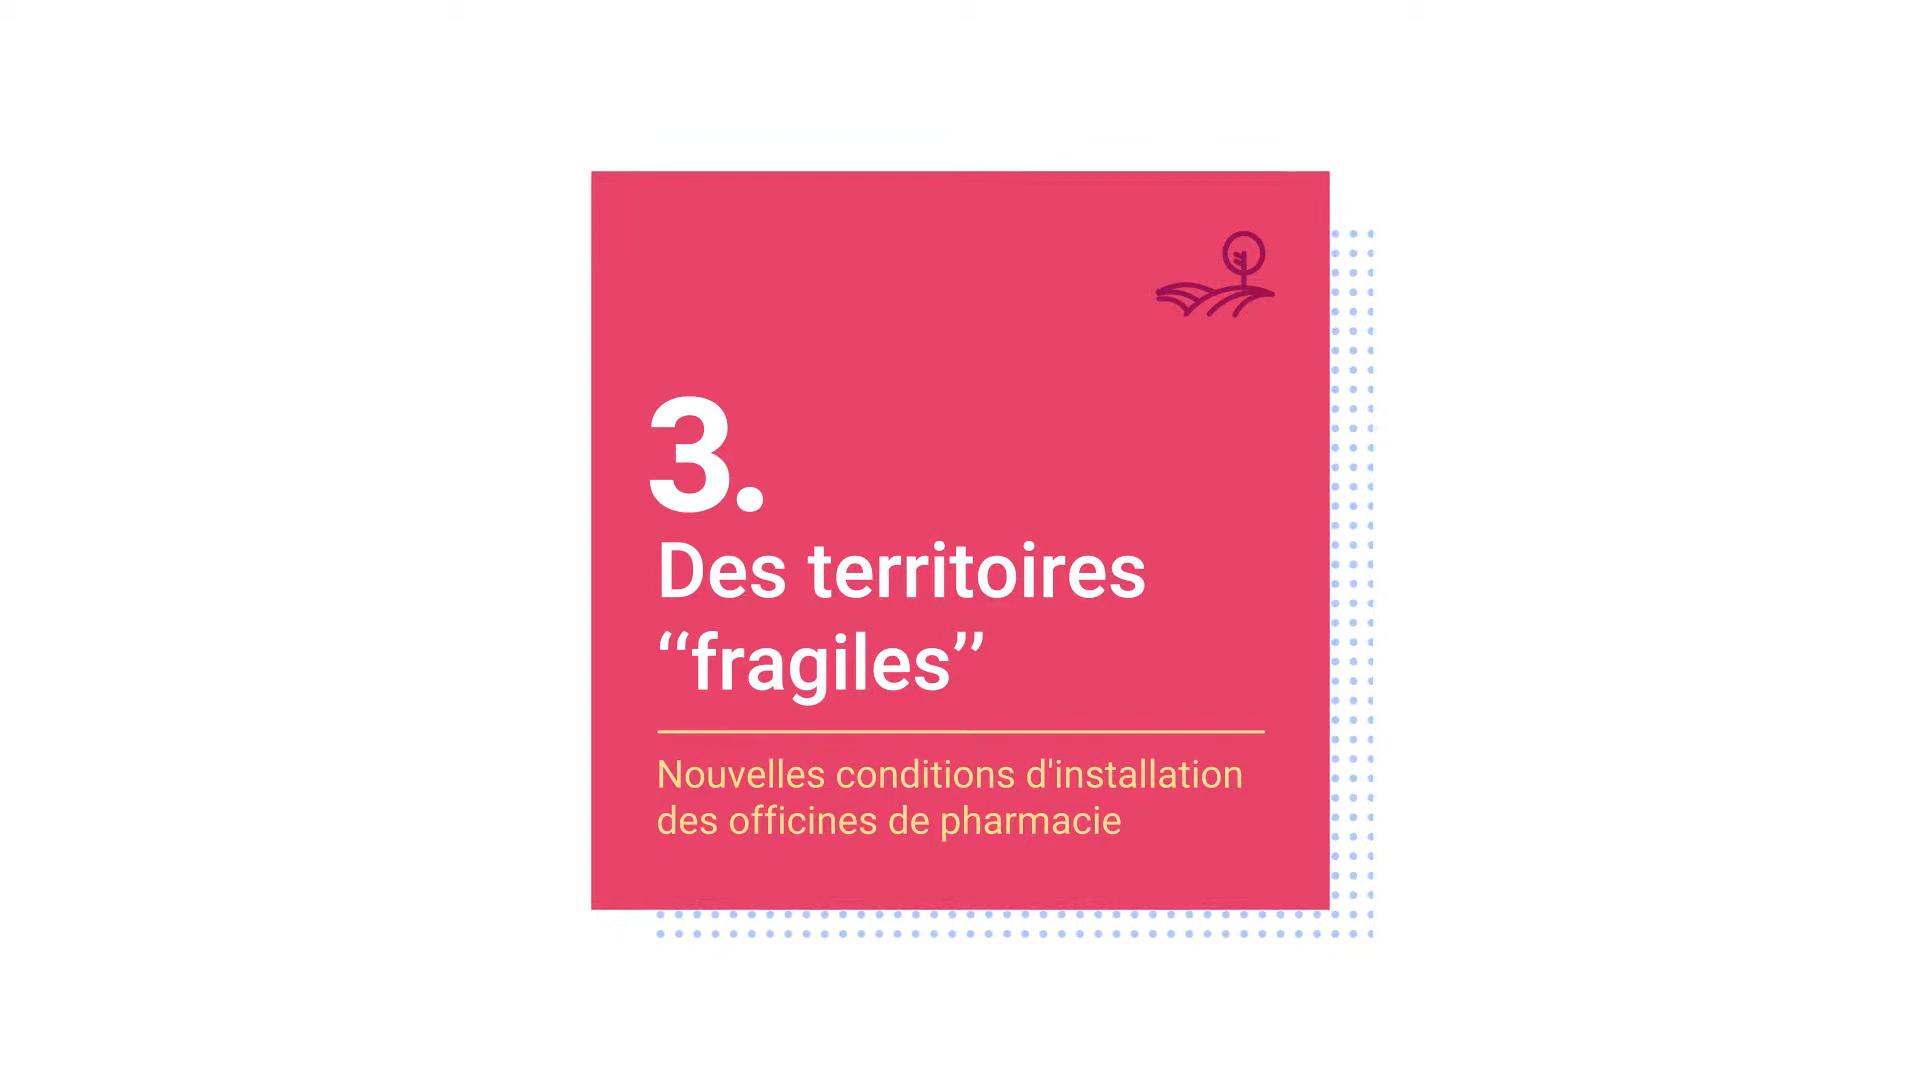 3.
Des territoires
‘‘fragiles’’
Nouvelles conditions d'installation
des officines de pharmacie